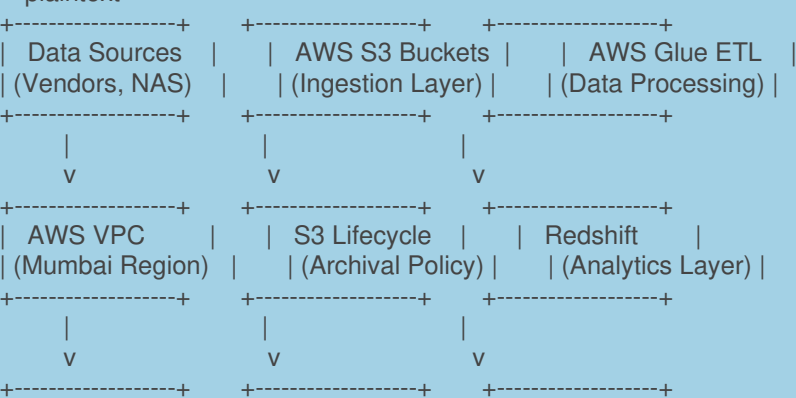 plaintext
+-------------------+ +-------------------+ +-------------------+
| Data Sources | | AWS S3 Buckets | | AWS Glue ETL |
| (Vendors, NAS) | | (Ingestion Layer) | | (Data Processing) |
+-------------------+ +-------------------+ +-------------------+
| | |
v v v
+-------------------+ +-------------------+ +-------------------+
| AWS VPC | | S3 Lifecycle | | Redshift |
| (Mumbai Region) | | (Archival Policy) | | (Analytics Layer) |
+-------------------+ +-------------------+ +-------------------+
| | |
v v v
+-------------------+ +-------------------+ +-------------------+